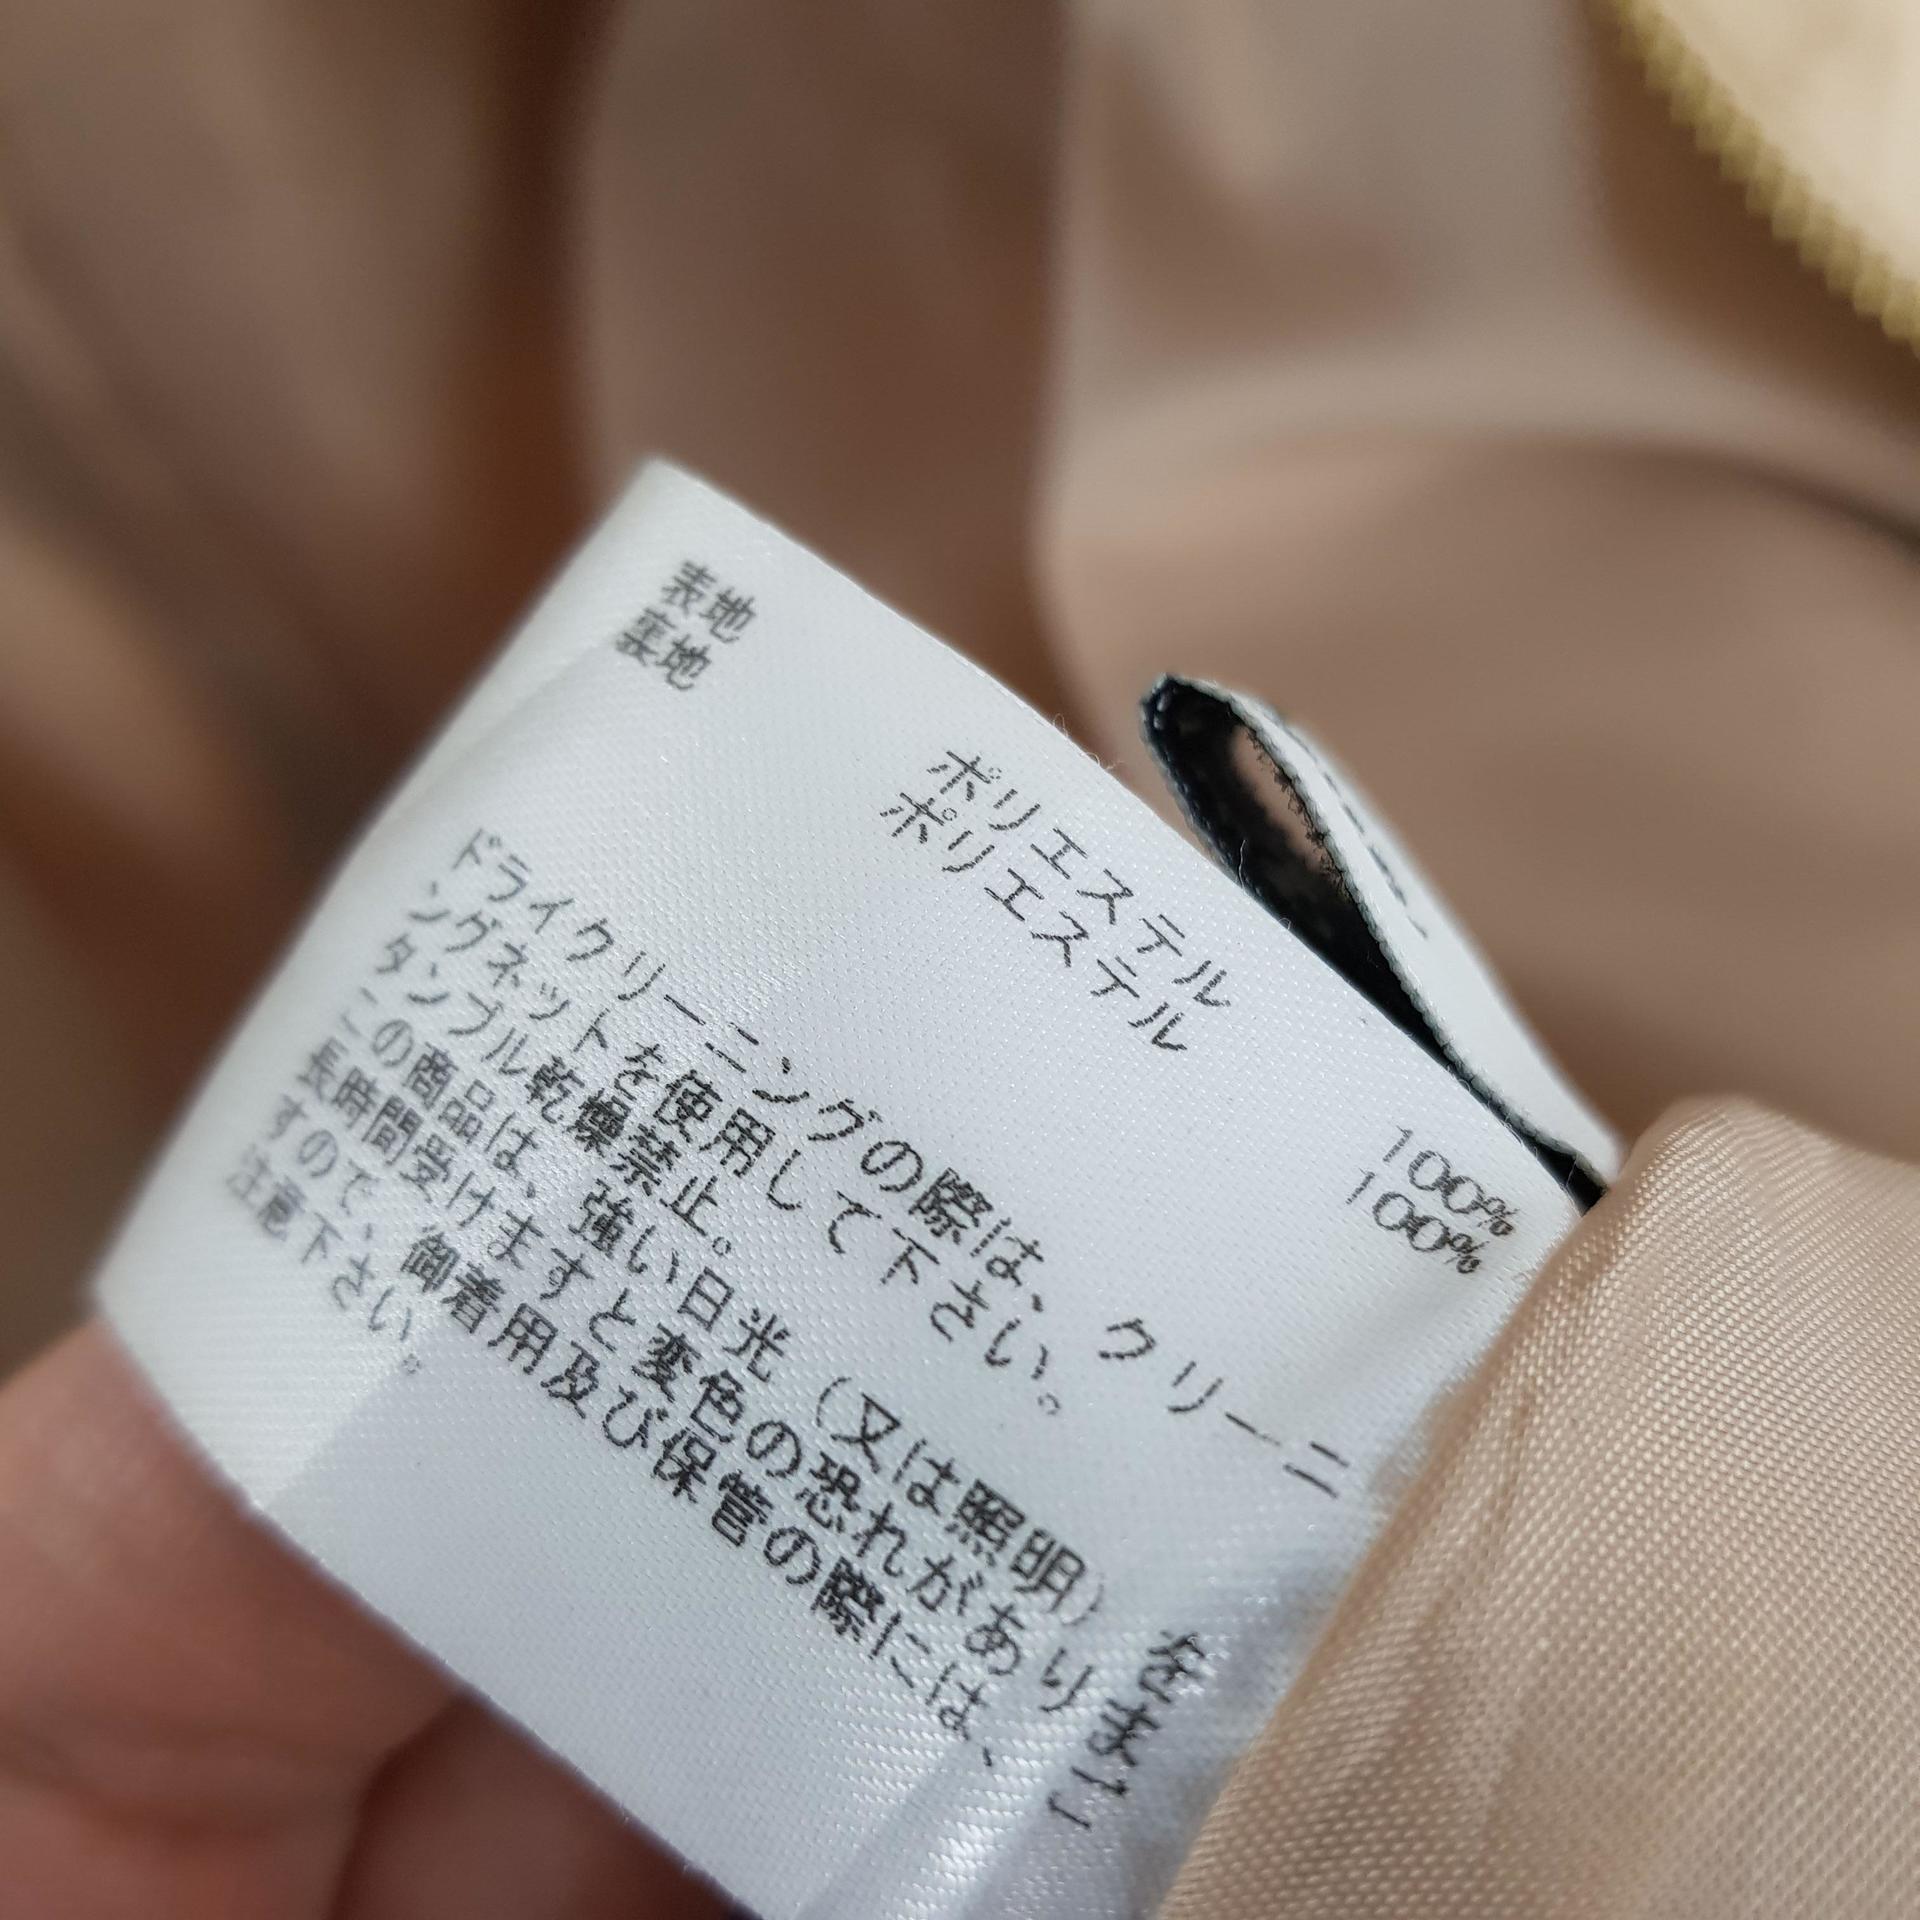 表地 ポリエステル 100%
裏地 ポリエステル 100%
ドライクリーニングの際は、クリーニ
ングネットを使用して下さい。
タンブル乾燥禁止。
この商品は、強い日光(又は照明)を
長時間受けますと変色の恐れがありま
すので、御着用及び保管の際には、ご
注意下さい。